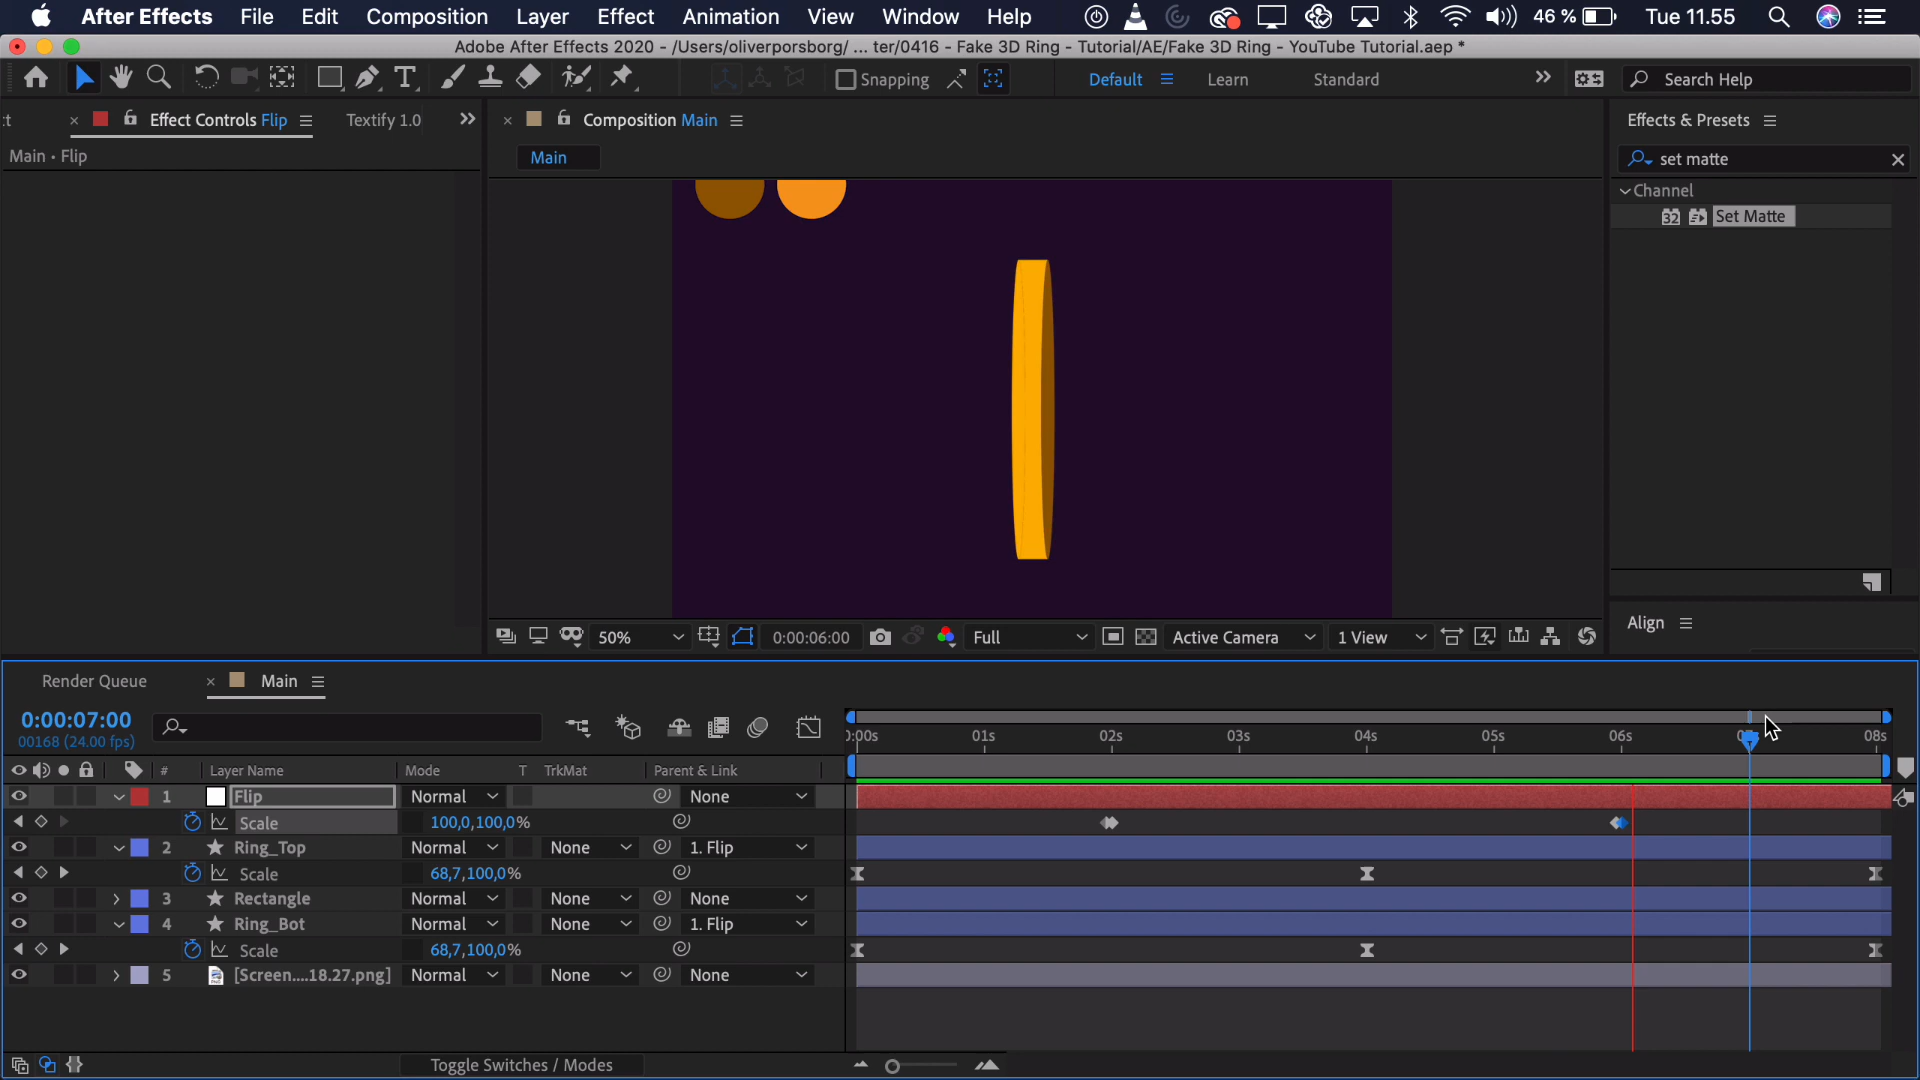 After Effects File Edit Composition Layer Effect Animation View Window Help 46 % Tue 11.55
Adobe After Effects 2020 - /Users/oliverporsborg/ ... ter/0416 - Fake 3D Ring - Tutorial/AE/Fake 3D Ring - YouTube Tutorial.aep *
Snapping Default Learn Standard Search Help
Effect Controls Flip Textify 1.0 Composition Main Effects & Presets
Main • Flip Main set matte
Channel
32 Set Matte
Align
50% 0:00:06:00 Full Active Camera 1 View
Render Queue Main
0:00:07:00
00168 (24.00 fps)
01s 02s 03s 04s 05s 06s 08s
# Layer Name Mode T TrkMat Parent & Link
1 Flip Normal None
Scale 100,0,100,0%
2 Ring_Top Normal None 1. Flip
Scale 68,7,100,0%
3 Rectangle Normal None None
4 Ring_Bot Normal None 1. Flip
Scale 68,7,100,0%
5 [Screen....18.27.png] Normal None None
Toggle Switches / Modes